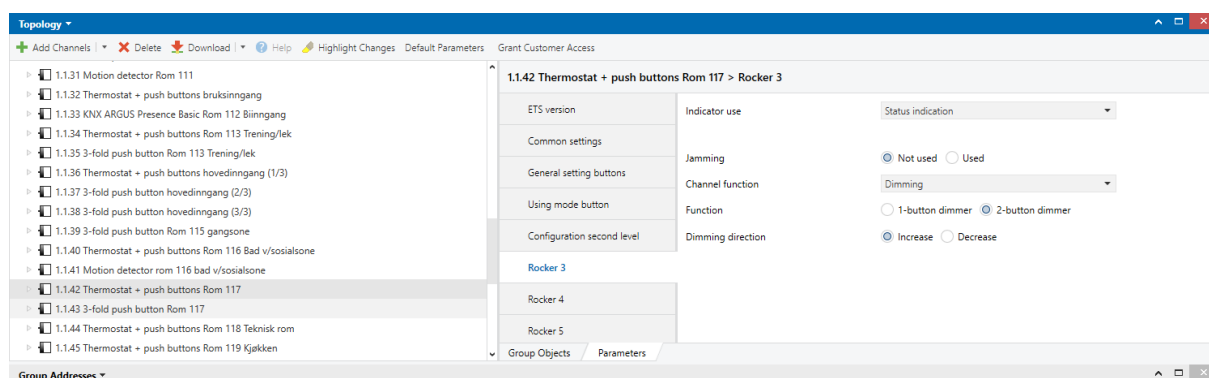 Topology
Add Channels Delete Download Help Highlight Changes Default Parameters Grant Customer Access
1.1.31 Motion detector Rom 111
1.1.32 Thermostat + push buttons bruksinngang
1.1.33 KNX ARGUS Presence Basic Rom 112 Biinngang
1.1.34 Thermostat + push buttons Rom 113 Trening/lek
1.1.35 3-fold push button Rom 113 Trening/lek
1.1.36 Thermostat + push buttons hovedinngang (1/3)
1.1.37 3-fold push button hovedinngang (2/3)
1.1.38 3-fold push button hovedinngang (3/3)
1.1.39 3-fold push button Rom 115 gangsone
1.1.40 Thermostat + push buttons Rom 116 Bad v/sosialsone
1.1.41 Motion detector rom 116 bad v/sosialsone
1.1.42 Thermostat + push buttons Rom 117
1.1.43 3-fold push button Rom 117
1.1.44 Thermostat + push buttons Rom 118 Teknisk rom
1.1.45 Thermostat + push buttons Rom 119 Kjøkken
1.1.42 Thermostat + push buttons Rom 117 > Rocker 3
ETS version
Common settings
General setting buttons
Using mode button
Configuration second level
Rocker 3
Rocker 4
Rocker 5
Indicator use Status indication
Jamming Not used Used
Channel function Dimming
Function 1-button dimmer 2-button dimmer
Dimming direction Increase Decrease
Group Objects Parameters
Group Addresses